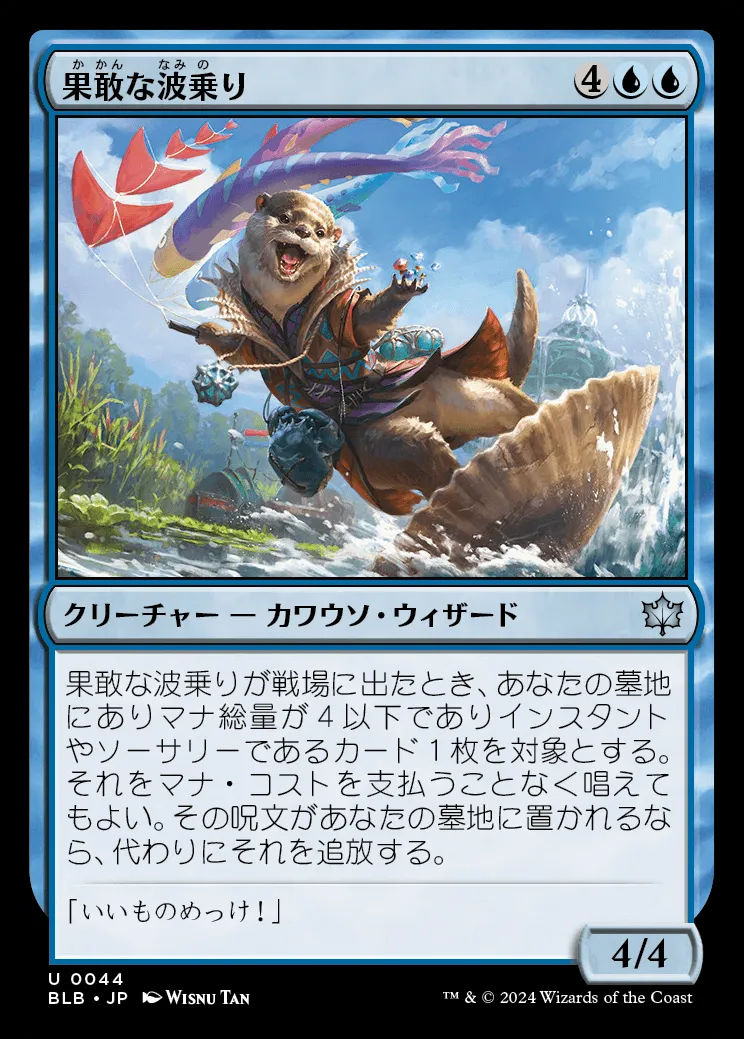 かかん なみの
果敢な波乗り 4
クリーチャー — カワウソ・ウィザード
果敢な波乗りが戦場に出たとき、あなたの墓地
にありマナ総量が4以下でありインスタント
やソーサリーであるカード1枚を対象とする。
それをマナ・コストを支払うことなく唱えて
もよい。その呪文があなたの墓地に置かれるな
ら、代わりにそれを追放する。
「いいものめっけ!」
4/4
U 0044
BLB • JP Wisnu Tan
™ & © 2024 Wizards of the Coast